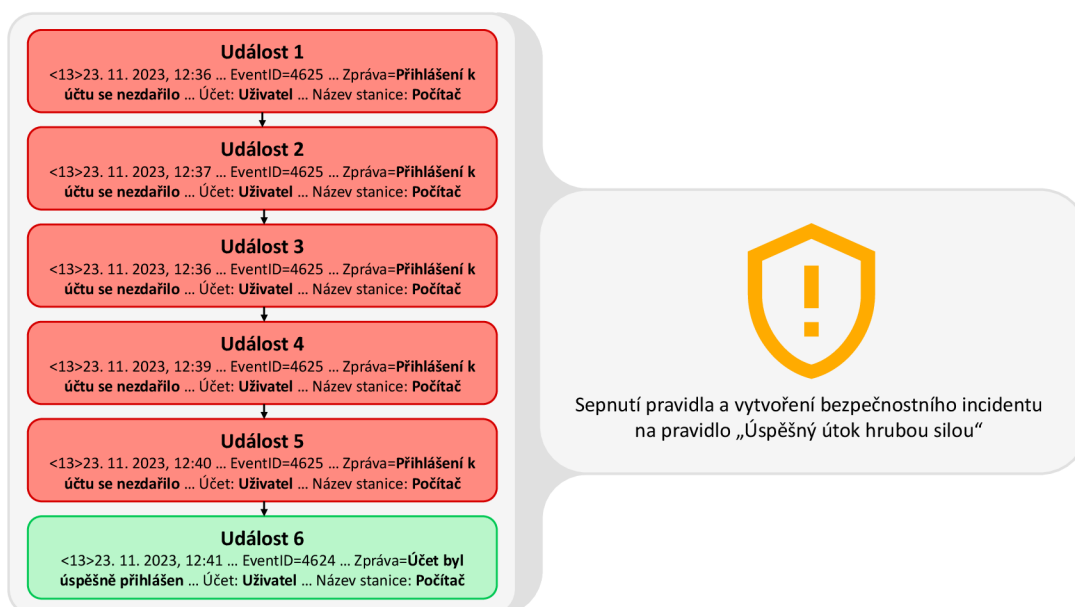 Událost 1
<13>23. 11. 2023, 12:36 ... EventID=4625 ... Zpráva=Přihlášení k
účtu se nezdařilo ... Účet: Uživatel ... Název stanice: Počítač
Událost 2
<13>23. 11. 2023, 12:37 ... EventID=4625 ... Zpráva=Přihlášení k
účtu se nezdařilo ... Účet: Uživatel ... Název stanice: Počítač
Událost 3
<13>23. 11. 2023, 12:36 ... EventID=4625 ... Zpráva=Přihlášení k
účtu se nezdařilo ... Účet: Uživatel ... Název stanice: Počítač
Událost 4
<13>23. 11. 2023, 12:39 ... EventID=4625 ... Zpráva=Přihlášení k
účtu se nezdařilo ... Účet: Uživatel ... Název stanice: Počítač
Událost 5
<13>23. 11. 2023, 12:40 ... EventID=4625 ... Zpráva=Přihlášení k
účtu se nezdařilo ... Účet: Uživatel ... Název stanice: Počítač
Událost 6
<13>23. 11. 2023, 12:41 ... EventID=4624 ... Zpráva=Účet byl
úspěšně přihlášen ... Účet: Uživatel ... Název stanice: Počítač
Sepnutí pravidla a vytvoření bezpečnostního incidentu
na pravidlo „Úspěšný útok hrubou silou“